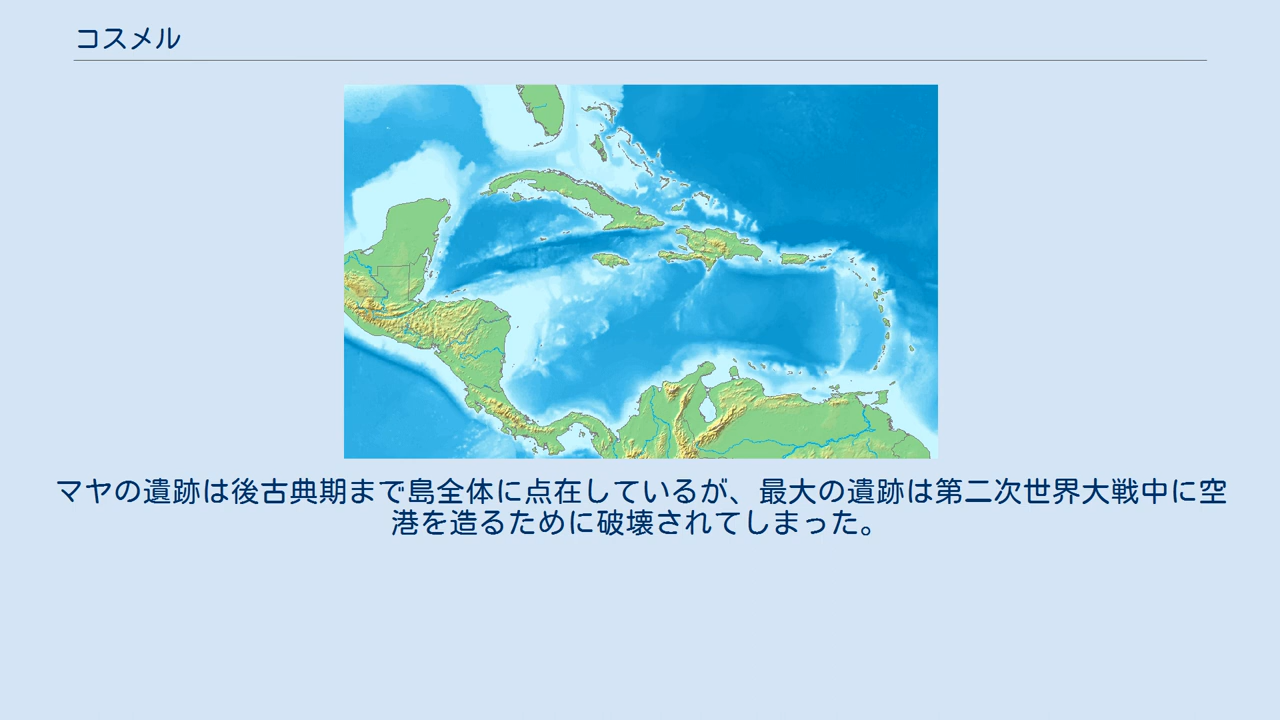 コスメル
マヤの遺跡は後古典期まで島全体に点在しているが、最大の遺跡は第二次世界大戦中に空
港を造るために破壊されてしまった。